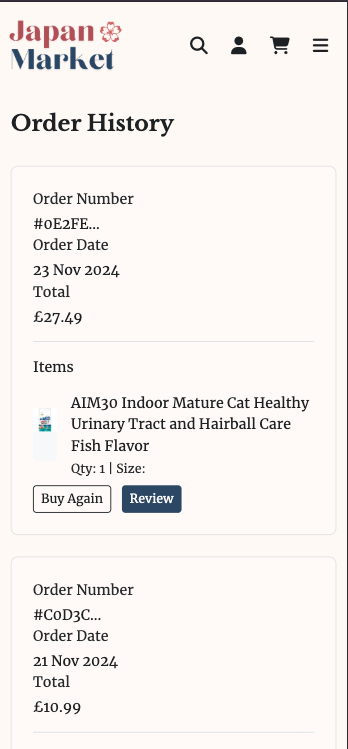 Japan
Market
Order History
Order Number
#0E2FE...
Order Date
23 Nov 2024
Total
£27.49
Items
AIM30 Indoor Mature Cat Healthy
Urinary Tract and Hairball Care
Fish Flavor
Qty: 1 | Size:
Buy Again
Review
Order Number
#C0D3C...
Order Date
21 Nov 2024
Total
£10.99